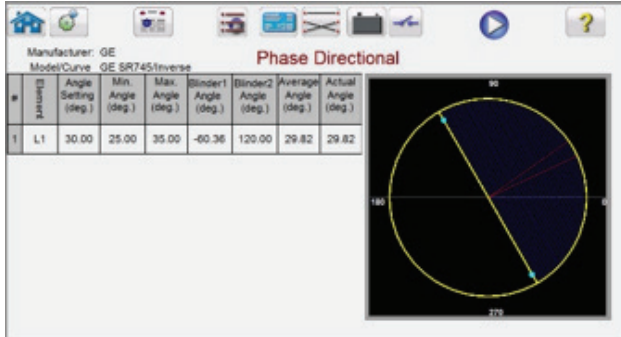 ?
Manufacturer: GE
Phase Directional
Model/Curve GE SR745/Inverse
# Element Angle Setting (deg.) Min. Angle (deg.) Max. Angle (deg.) Blinder1 Angle (deg.) Blinder2 Angle (deg.) Average Angle (deg.) Actual Angle (deg.)
1 L1 30.00 25.00 35.00 -60.36 120.00 29.82 29.82
90
180 0
270